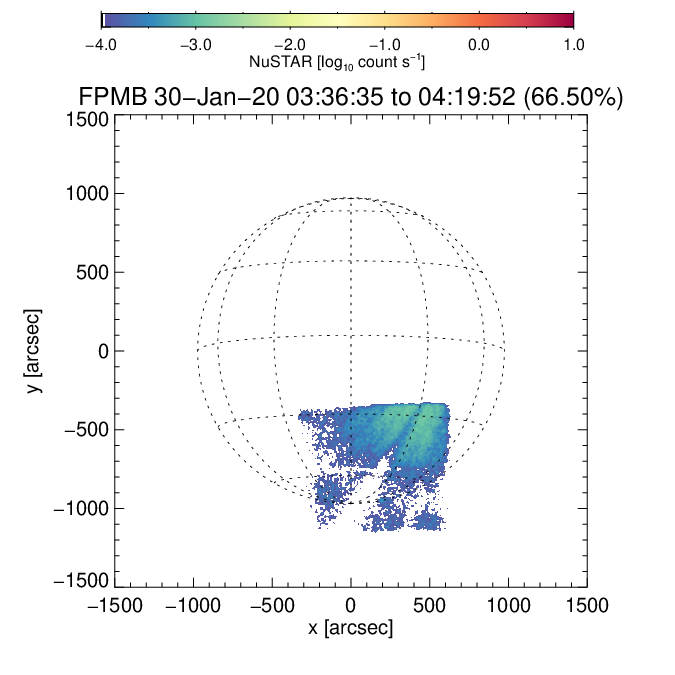 −4.0 −3.0 −2.0 −1.0 0.0 1.0
NuSTAR [log₁₀ count s⁻¹]
FPMB 30−Jan−20 03:36:35 to 04:19:52 (66.50%)
1500
1000
500
0
−500
−1000
−1500
y [arcsec]
−1500 −1000 −500 0 500 1000 1500
x [arcsec]